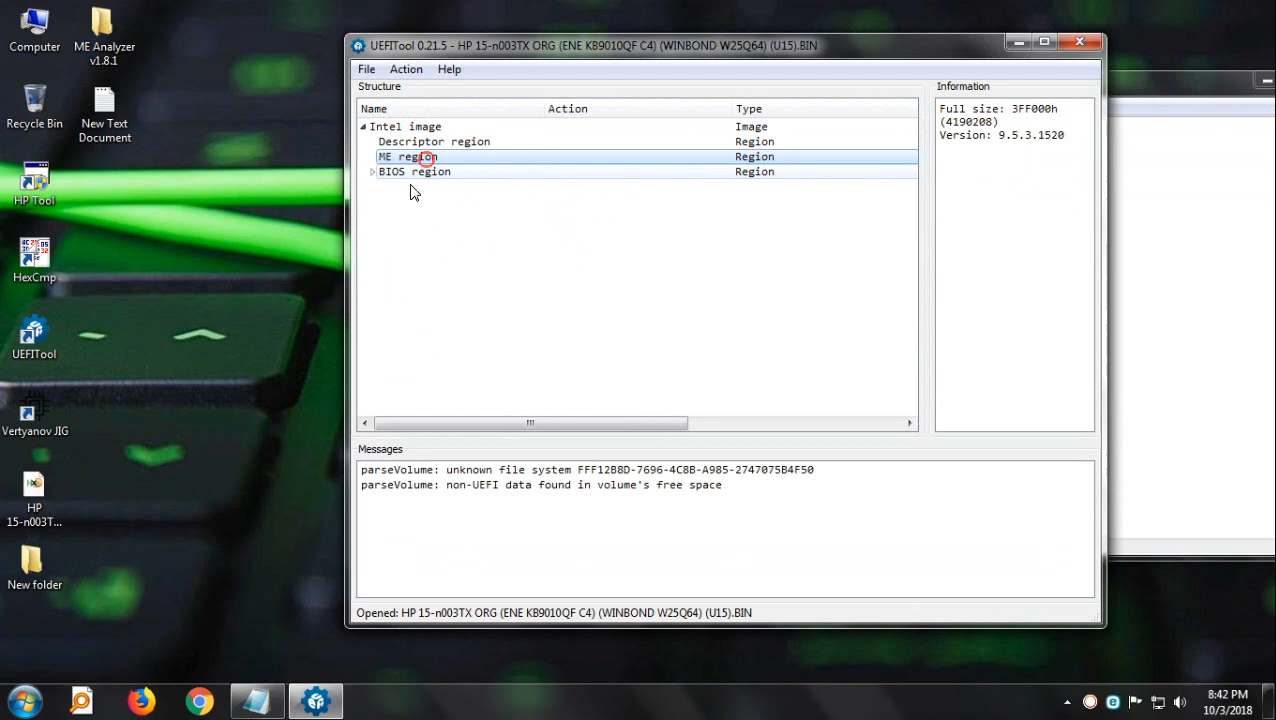 Computer
ME Analyzer
v1.8.1
Recycle Bin
New Text
Document
HP Tool
HexCmp
UEFITool
Vertyanov JIG
HP
15-n003T...
New folder
UEFITool 0.21.5 - HP 15-n003TX ORG (ENE KB9010QF C4) (WINBOND W25Q64) (U15).BIN
File Action Help
Structure
Name Action Type
Intel image Image
Descriptor region Region
ME region Region
BIOS region Region
Information
Full size: 3FF000h
(4190208)
Version: 9.5.3.1520
Messages
parseVolume: unknown file system FFF12B8D-7696-4C8B-A985-2747075B4F50
parseVolume: non-UEFI data found in volume's free space
Opened: HP 15-n003TX ORG (ENE KB9010QF C4) (WINBOND W25Q64) (U15).BIN
8:42 PM
10/3/2018